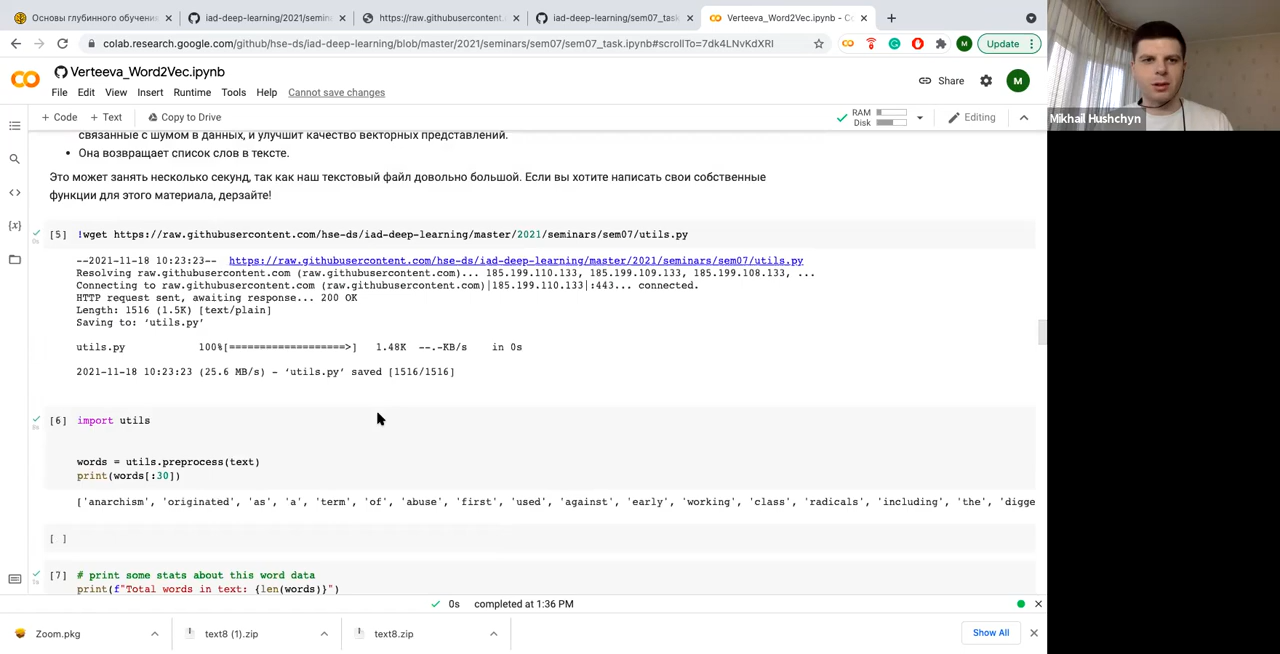 Основы глубинного обучения
iad-deep-learning/2021/semina
https://raw.githubusercontent.
iad-deep-learning/sem07_task.
Verteeva_Word2Vec.ipynb - Co
colab.research.google.com/github/hse-ds/iad-deep-learning/blob/master/2021/seminars/sem07/sem07_task.ipynb#scrollTo=7dk4LNvKdXRI
M
Update
Verteeva_Word2Vec.ipynb
Share
M
File Edit View Insert Runtime Tools Help Cannot save changes
+ Code + Text Copy to Drive
RAM
Disk
Editing
Mikhail Hushchyn
связанные с шумом в данных, и улучшит качество векторных представлений.
• Она возвращает список слов в тексте.
Это может занять несколько секунд, так как наш текстовый файл довольно большой. Если вы хотите написать свои собственные
функции для этого материала, дерзайте!
[5] !wget https://raw.githubusercontent.com/hse-ds/iad-deep-learning/master/2021/seminars/sem07/utils.py
0s
--2021-11-18 10:23:23-- https://raw.githubusercontent.com/hse-ds/iad-deep-learning/master/2021/seminars/sem07/utils.py
Resolving raw.githubusercontent.com (raw.githubusercontent.com)... 185.199.110.133, 185.199.109.133, 185.199.108.133, ...
Connecting to raw.githubusercontent.com (raw.githubusercontent.com)|185.199.110.133|:443... connected.
HTTP request sent, awaiting response... 200 OK
Length: 1516 (1.5K) [text/plain]
Saving to: ‘utils.py’
utils.py 100%[===================>] 1.48K --.-KB/s in 0s
2021-11-18 10:23:23 (25.6 MB/s) - ‘utils.py’ saved [1516/1516]
[6] import utils
words = utils.preprocess(text)
print(words[:30])
['anarchism', 'originated', 'as', 'a', 'term', 'of', 'abuse', 'first', 'used', 'against', 'early', 'working', 'class', 'radicals', 'including', 'the', 'digge
[ ]
[7] # print some stats about this word data
print(f"Total words in text: {len(words)}")
0s completed at 1:36 PM
Zoom.pkg
text8 (1).zip
text8.zip
Show All